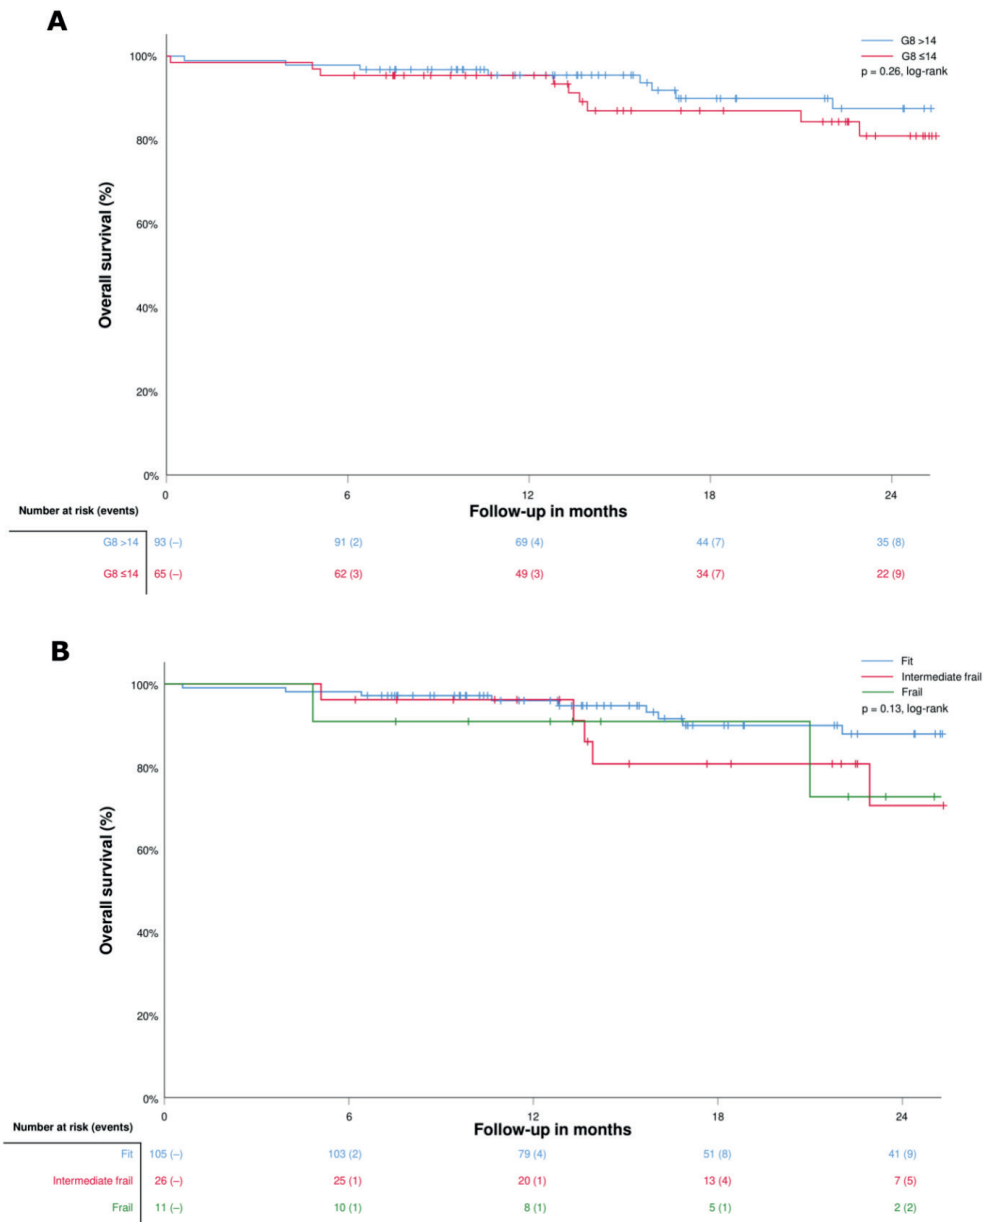 A
G8 >14
G8 ≤14
p = 0.26, log-rank
100%
80%
60%
40%
20%
0%
Overall survival (%)
0 6 12 18 24
Follow-up in months
Number at risk (events)
G8 >14 93 (–) 91 (2) 69 (4) 44 (7) 35 (8)
G8 ≤14 65 (–) 62 (3) 49 (3) 34 (7) 22 (9)
B
Fit
Intermediate frail
Frail
p = 0.13, log-rank
100%
80%
60%
40%
20%
0%
Overall survival (%)
0 6 12 18 24
Follow-up in months
Number at risk (events)
Fit 105 (–) 103 (2) 79 (4) 51 (8) 41 (9)
Intermediate frail 26 (–) 25 (1) 20 (1) 13 (4) 7 (5)
Frail 11 (–) 10 (1) 8 (1) 5 (1) 2 (2)